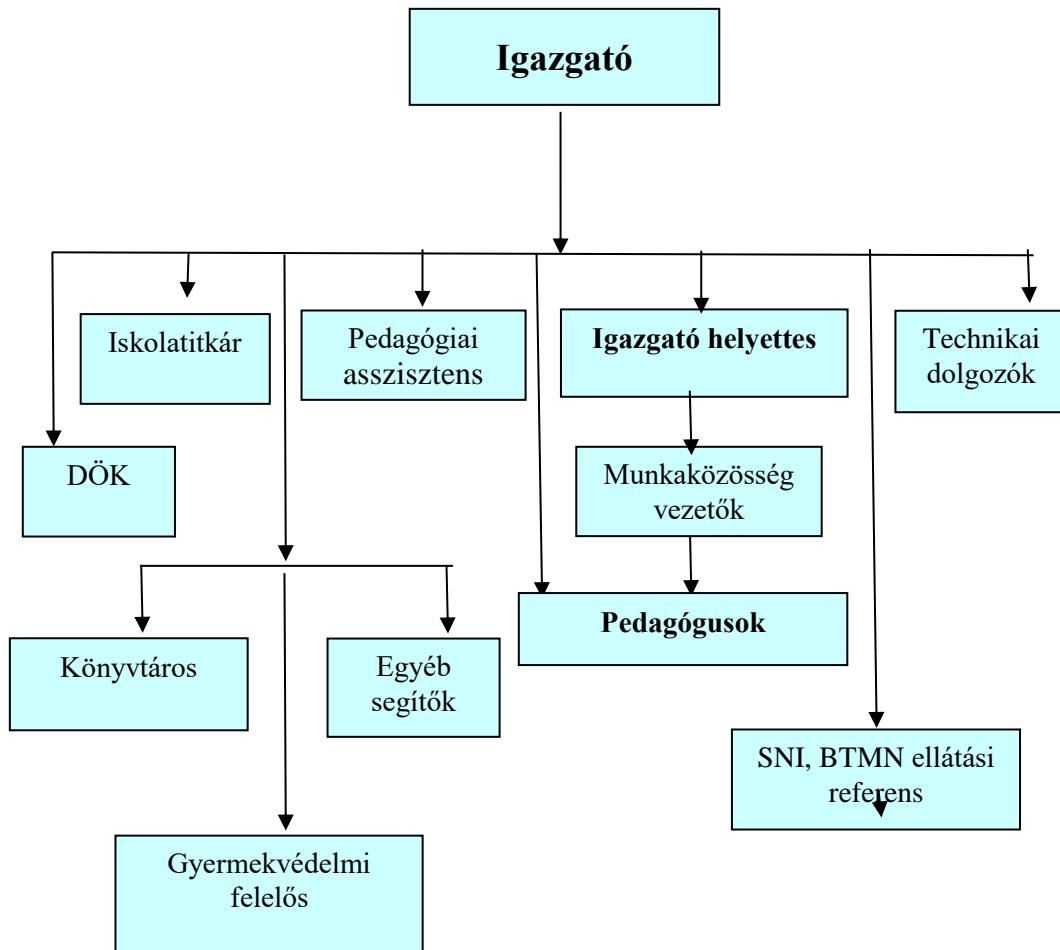 Igazgató
Iskolatitkár
Pedagógiai
asszisztens
Igazgató helyettes
Technikai
dolgozók
DÖK
Munkaközösség
vezetők
Pedagógusok
Könyvtáros
Egyéb
segítők
SNI, BTMN ellátási
referens
Gyermekvédelmi
felelős